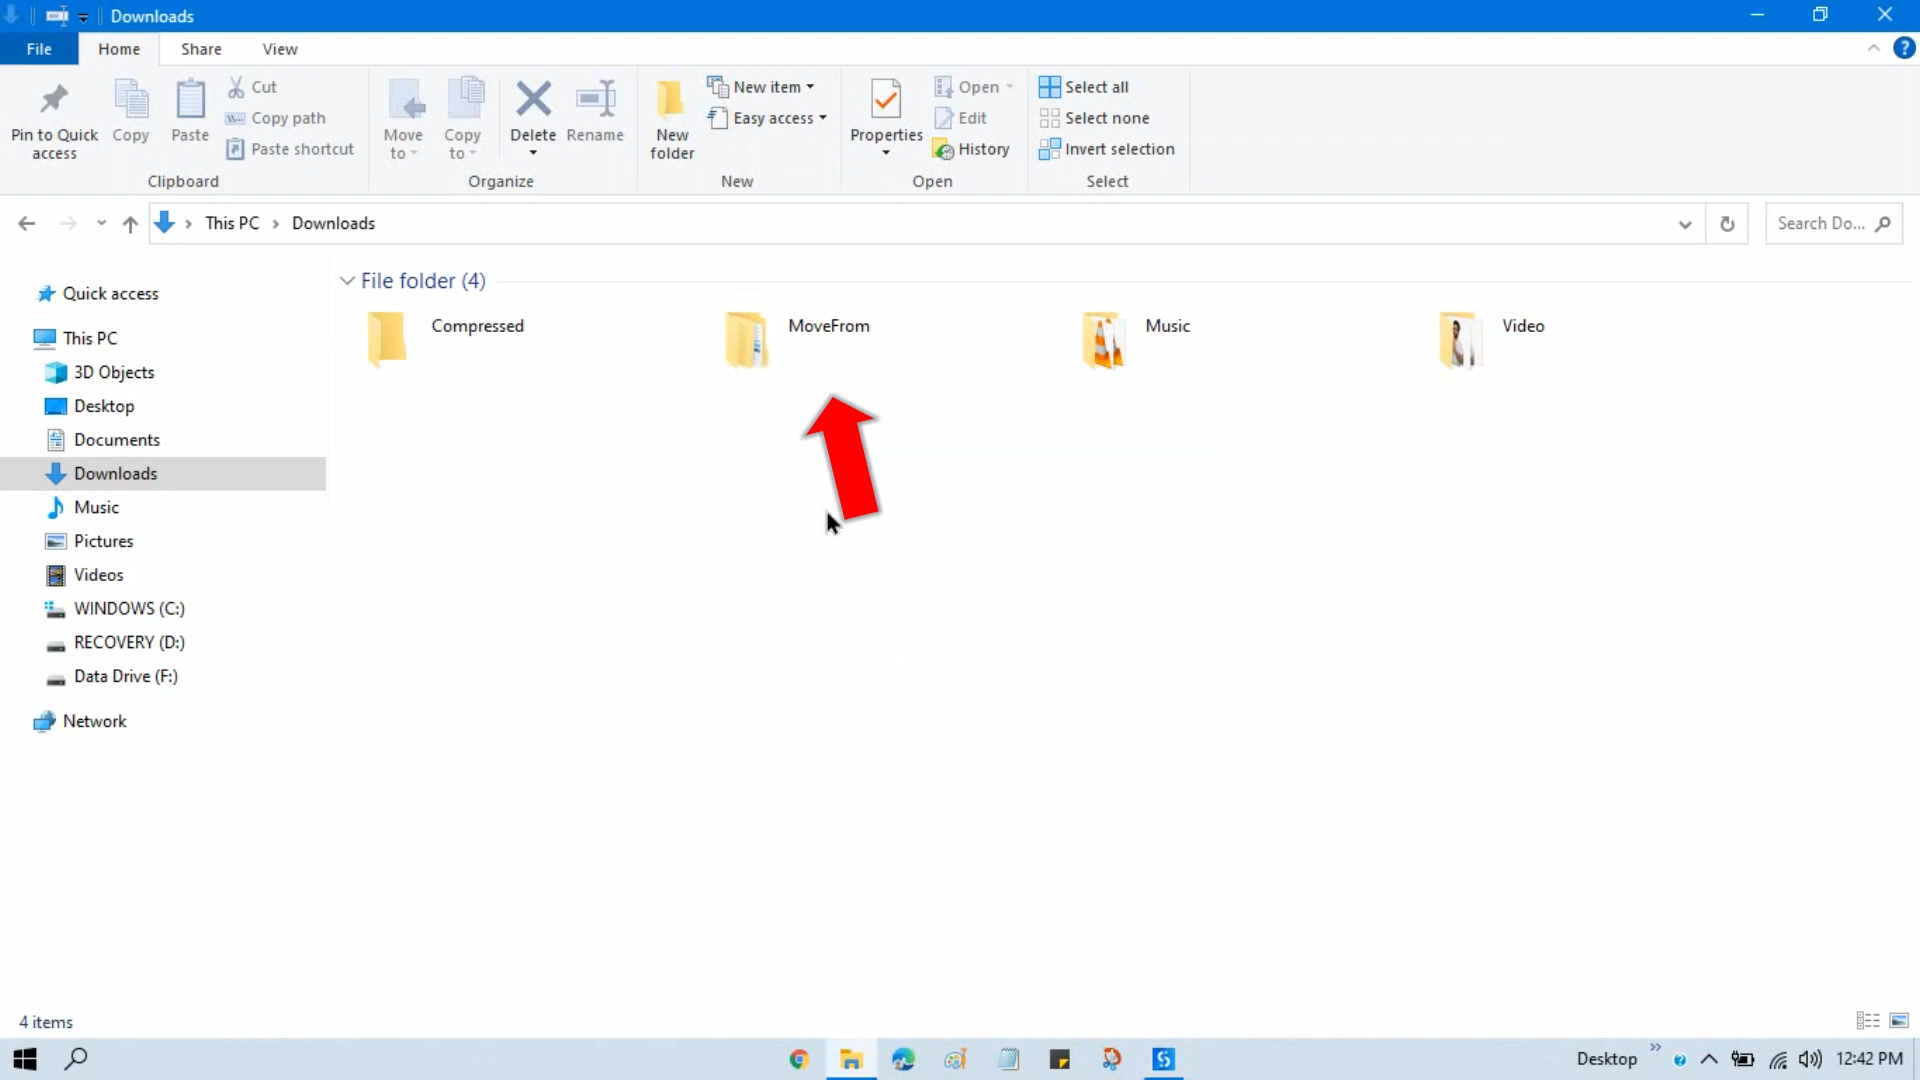 Downloads
File Home Share View
Pin to Quick access
Copy
Paste
Cut
Copy path
Paste shortcut
Clipboard
Move to
Copy to
Delete
Rename
Organize
New folder
New item
Easy access
New
Properties
Open
Edit
History
Open
Select all
Select none
Invert selection
Select
This PC > Downloads
Search Do...
Quick access
This PC
3D Objects
Desktop
Documents
Downloads
Music
Pictures
Videos
WINDOWS (C:)
RECOVERY (D:)
Data Drive (F:)
Network
File folder (4)
Compressed
MoveFrom
Music
Video
4 items
Desktop
12:42 PM